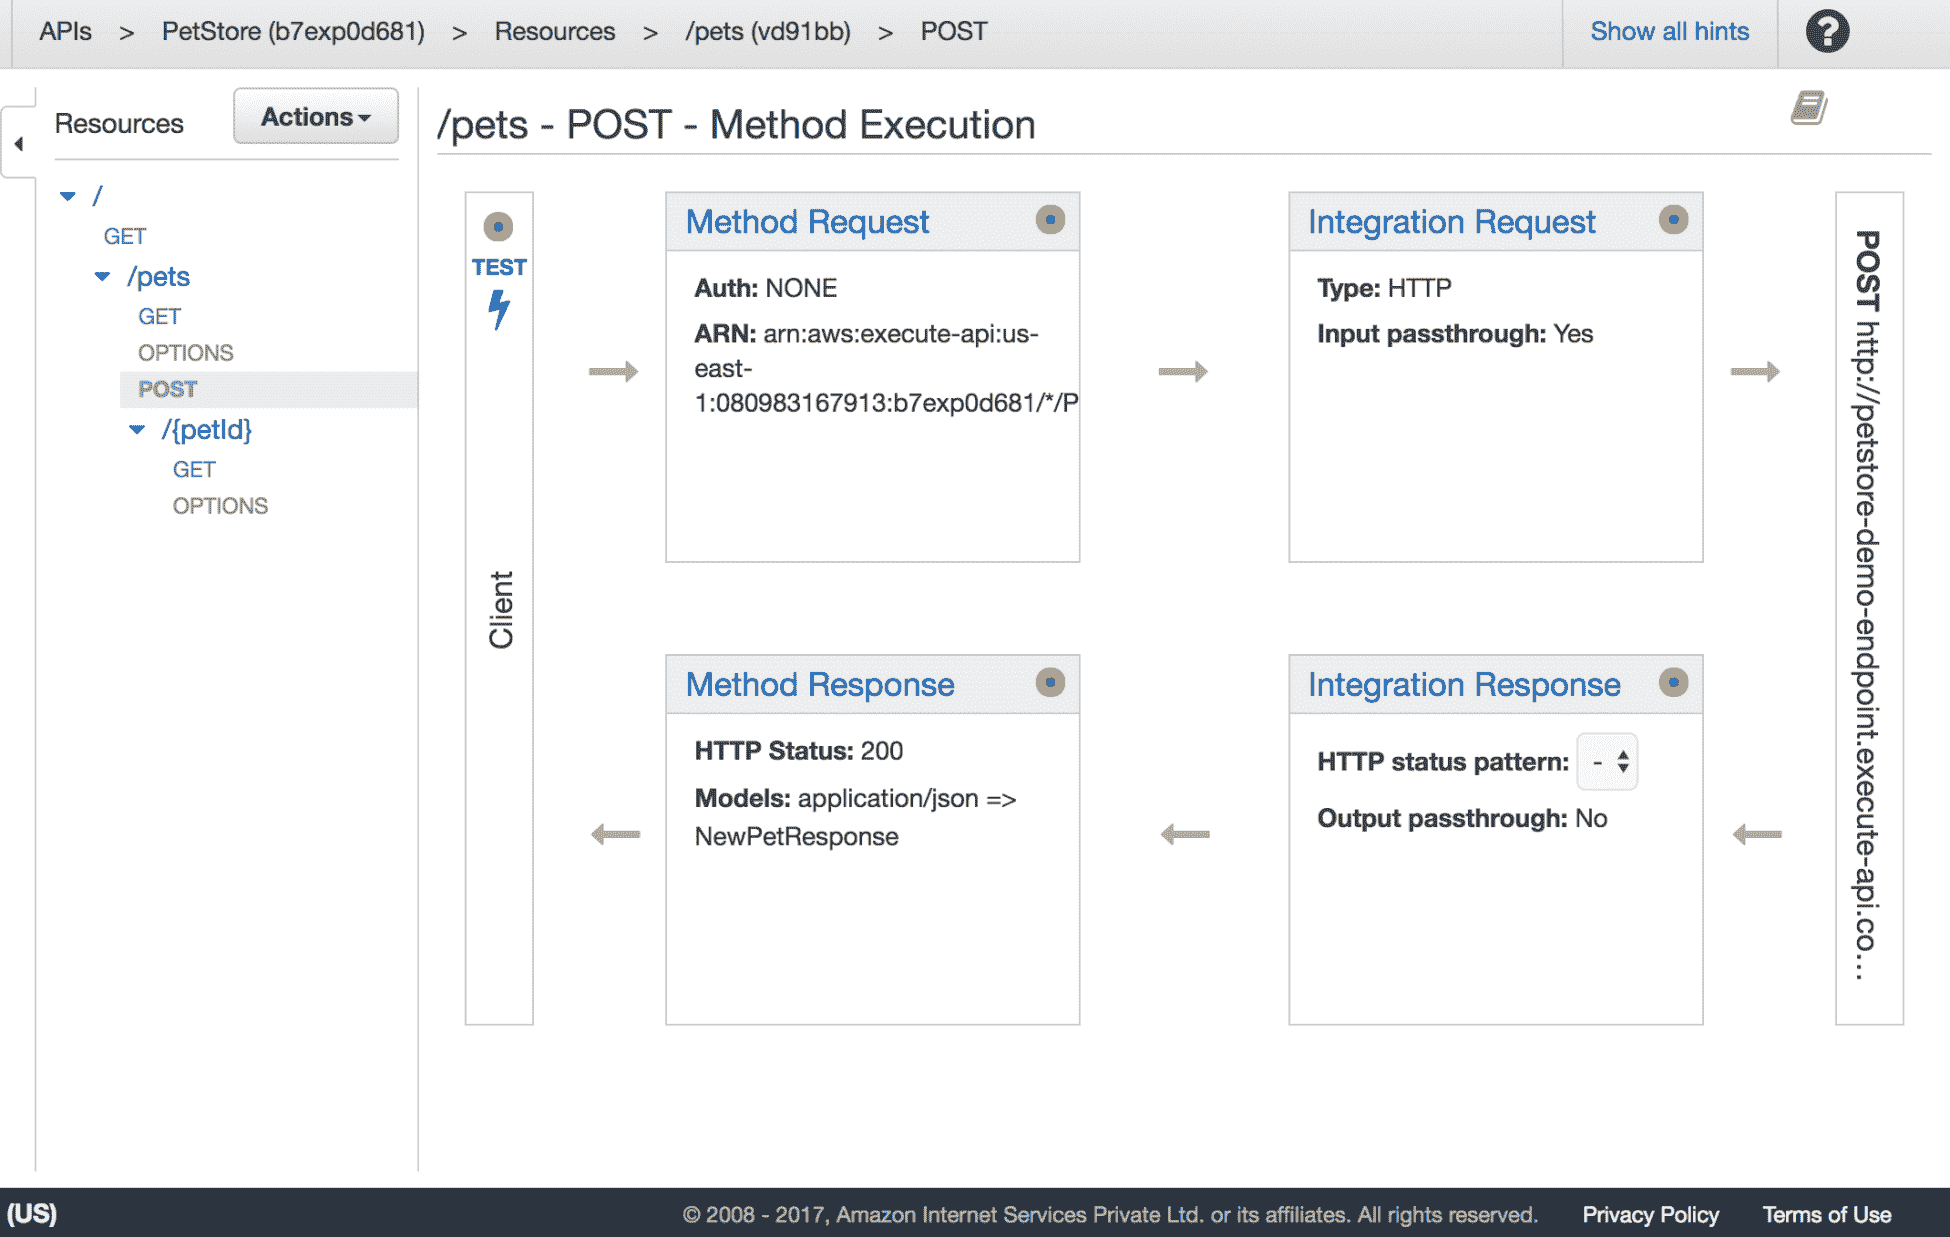 APIs > PetStore (b7exp0d681) > Resources > /pets (vd91bb) > POST
Show all hints
?
Resources
Actions
/
GET
/pets
GET
OPTIONS
POST
/{petId}
GET
OPTIONS
/pets - POST - Method Execution
TEST
Client
Method Request
Auth: NONE
ARN: arn:aws:execute-api:us-
east-
1:080983167913:b7exp0d681/*/P
Integration Request
Type: HTTP
Input passthrough: Yes
Method Response
HTTP Status: 200
Models: application/json =>
NewPetResponse
Integration Response
HTTP status pattern: -
Output passthrough: No
POST http://petstore-demo-endpoint.execute-api.co...
(US)
© 2008 - 2017, Amazon Internet Services Private Ltd. or its affiliates. All rights reserved.
Privacy Policy
Terms of Use